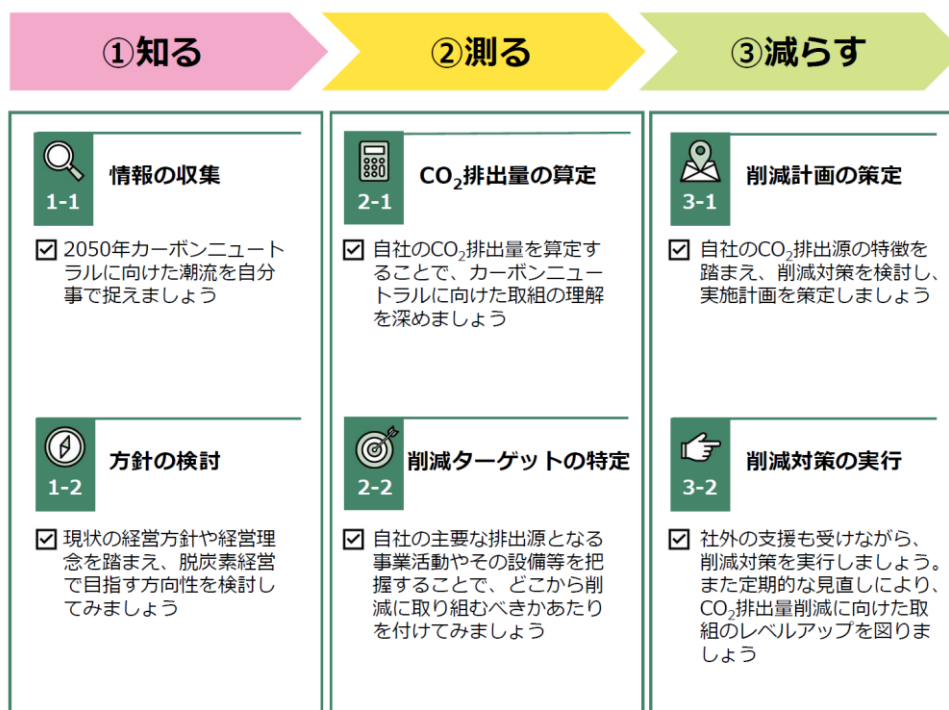 ①知る
②測る
③減らす
1-1
情報の収集
2050年カーボンニュート
ラルに向けた潮流を自分
事で捉えましょう
1-2
方針の検討
現状の経営方針や経営理
念を踏まえ、脱炭素経営
で目指す方向性を検討し
てみましょう
2-1
CO₂排出量の算定
自社のCO₂排出量を算定す
ることで、カーボンニュー
トラルに向けた取組の理解
を深めましょう
2-2
削減ターゲットの特定
自社の主要な排出源となる
事業活動やその設備等を把
握することで、どこから削
減に取り組むべきかあたり
を付けてみましょう
3-1
削減計画の策定
自社のCO₂排出源の特徴を
踏まえ、削減対策を検討し、
実施計画を策定しましょう
3-2
削減対策の実行
社外の支援も受けながら、
削減対策を実行しましょう。
また定期的な見直しにより、
CO₂排出量削減に向けた取
組のレベルアップを図りま
しょう